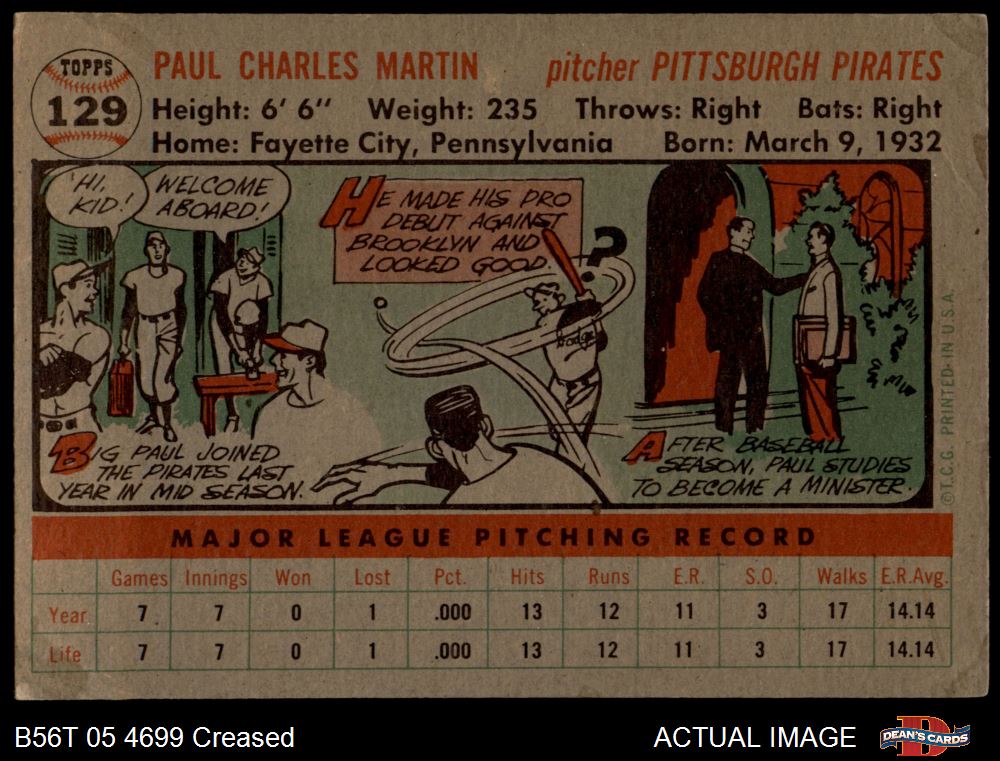 TOPPS
129
PAUL CHARLES MARTIN pitcher PITTSBURGH PIRATES
Height: 6' 6" Weight: 235 Throws: Right Bats: Right
Home: Fayette City, Pennsylvania Born: March 9, 1932
HI, KID!
WELCOME ABOARD!
BIG PAUL JOINED
THE PIRATES LAST
YEAR IN MID SEASON.
HE MADE HIS PRO
DEBUT AGAINST
BROOKLYN AND
LOOKED GOOD.
?
Dodge
AFTER BASEBALL
SEASON, PAUL STUDIES
TO BECOME A MINISTER.
©T.C.G. PRINTED IN U.S.A.
MAJOR LEAGUE PITCHING RECORD
Games Innings Won Lost Pct. Hits Runs E.R. S.O. Walks E.R.Avg.
Year 7 7 0 1 .000 13 12 11 3 17 14.14
Life 7 7 0 1 .000 13 12 11 3 17 14.14
B56T 05 4699 Creased ACTUAL IMAGE
D
DEAN'S CARDS